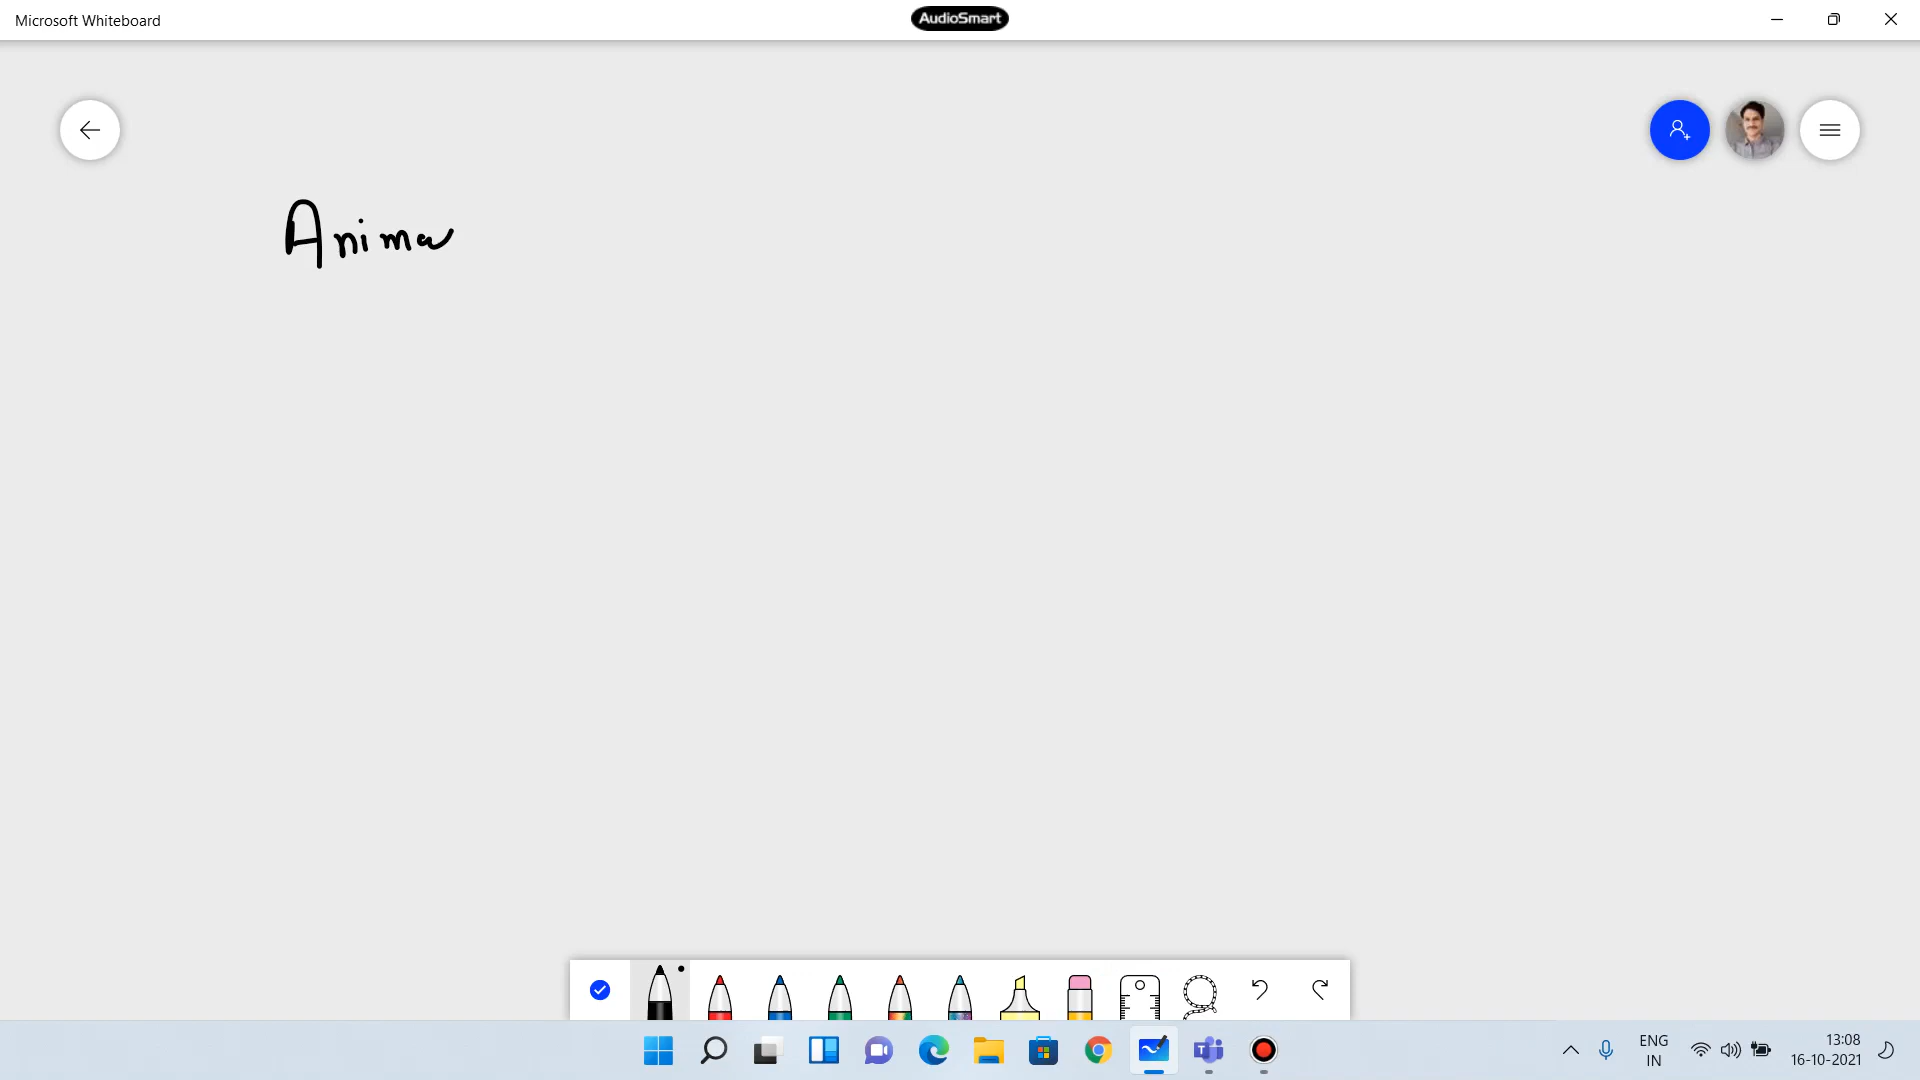 Microsoft Whiteboard
AudioSmart
Anima
ENG
IN
13:08
16-10-2021